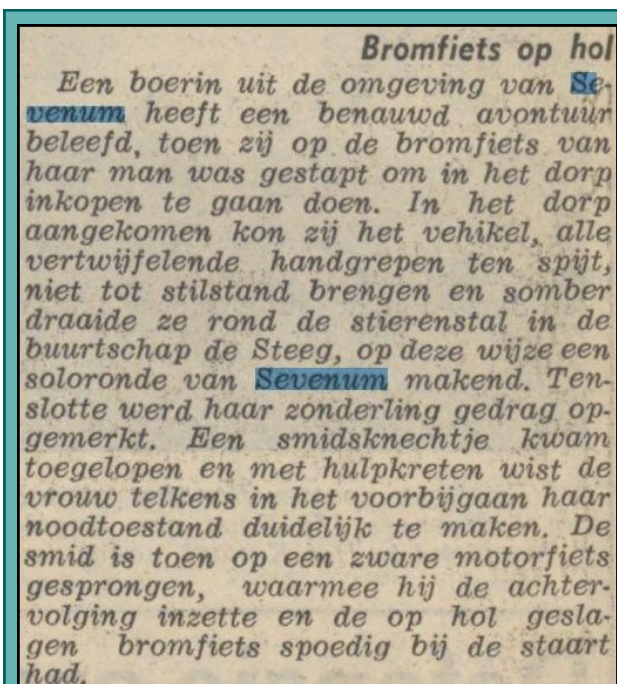 Bromfiets op hol
Een boerin uit de omgeving van Se-
venum heeft een benauwd avontuur
beleefd, toen zij op de bromfiets van
haar man was gestapt om in het dorp
inkopen te gaan doen. In het dorp
aangekomen kon zij het vehikel, alle
vertwijfelende handgrepen ten spijt,
niet tot stilstand brengen en somber
draaide ze rond de stierenstal in de
buurtschap de Steeg, op deze wijze een
soloronde van Sevenum makend. Ten-
slotte werd haar zonderling gedrag op-
gemerkt. Een smidsknechtje kwam
toegelopen en met hulpkreten wist de
vrouw telkens in het voorbijgaan haar
noodtoestand duidelijk te maken. De
smid is toen op een zware motorfiets
gesprongen, waarmee hij de achter-
volging inzette en de op hol gesla-
gen bromfiets spoedig bij de staart
had.